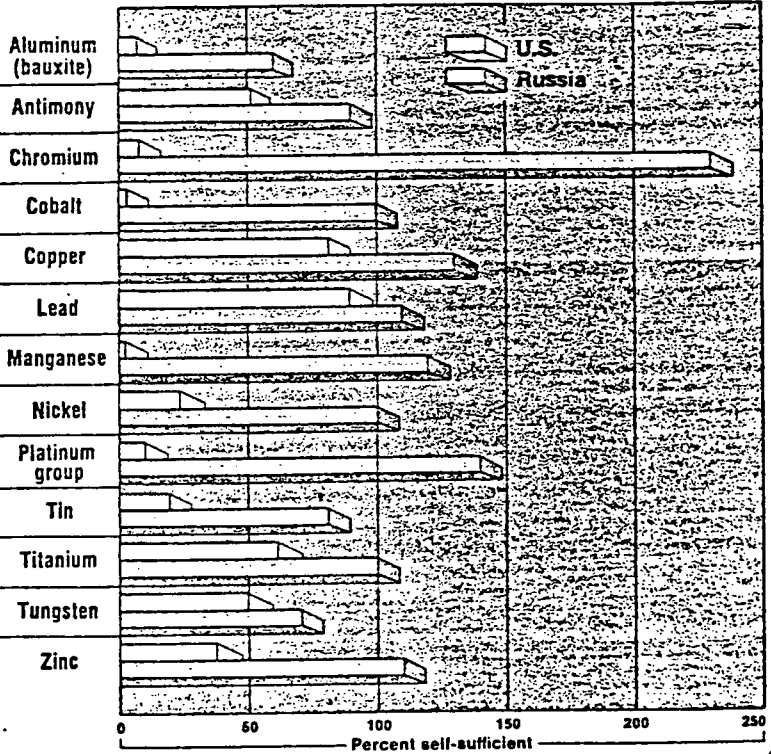 U.S.
Russia
Aluminum
(bauxite)
Antimony
Chromium
Cobalt
Copper
Lead
Manganese
Nickel
Platinum
group
Tin
Titanium
Tungsten
Zinc
0 50 100 150 200 250
Percent self-sufficient